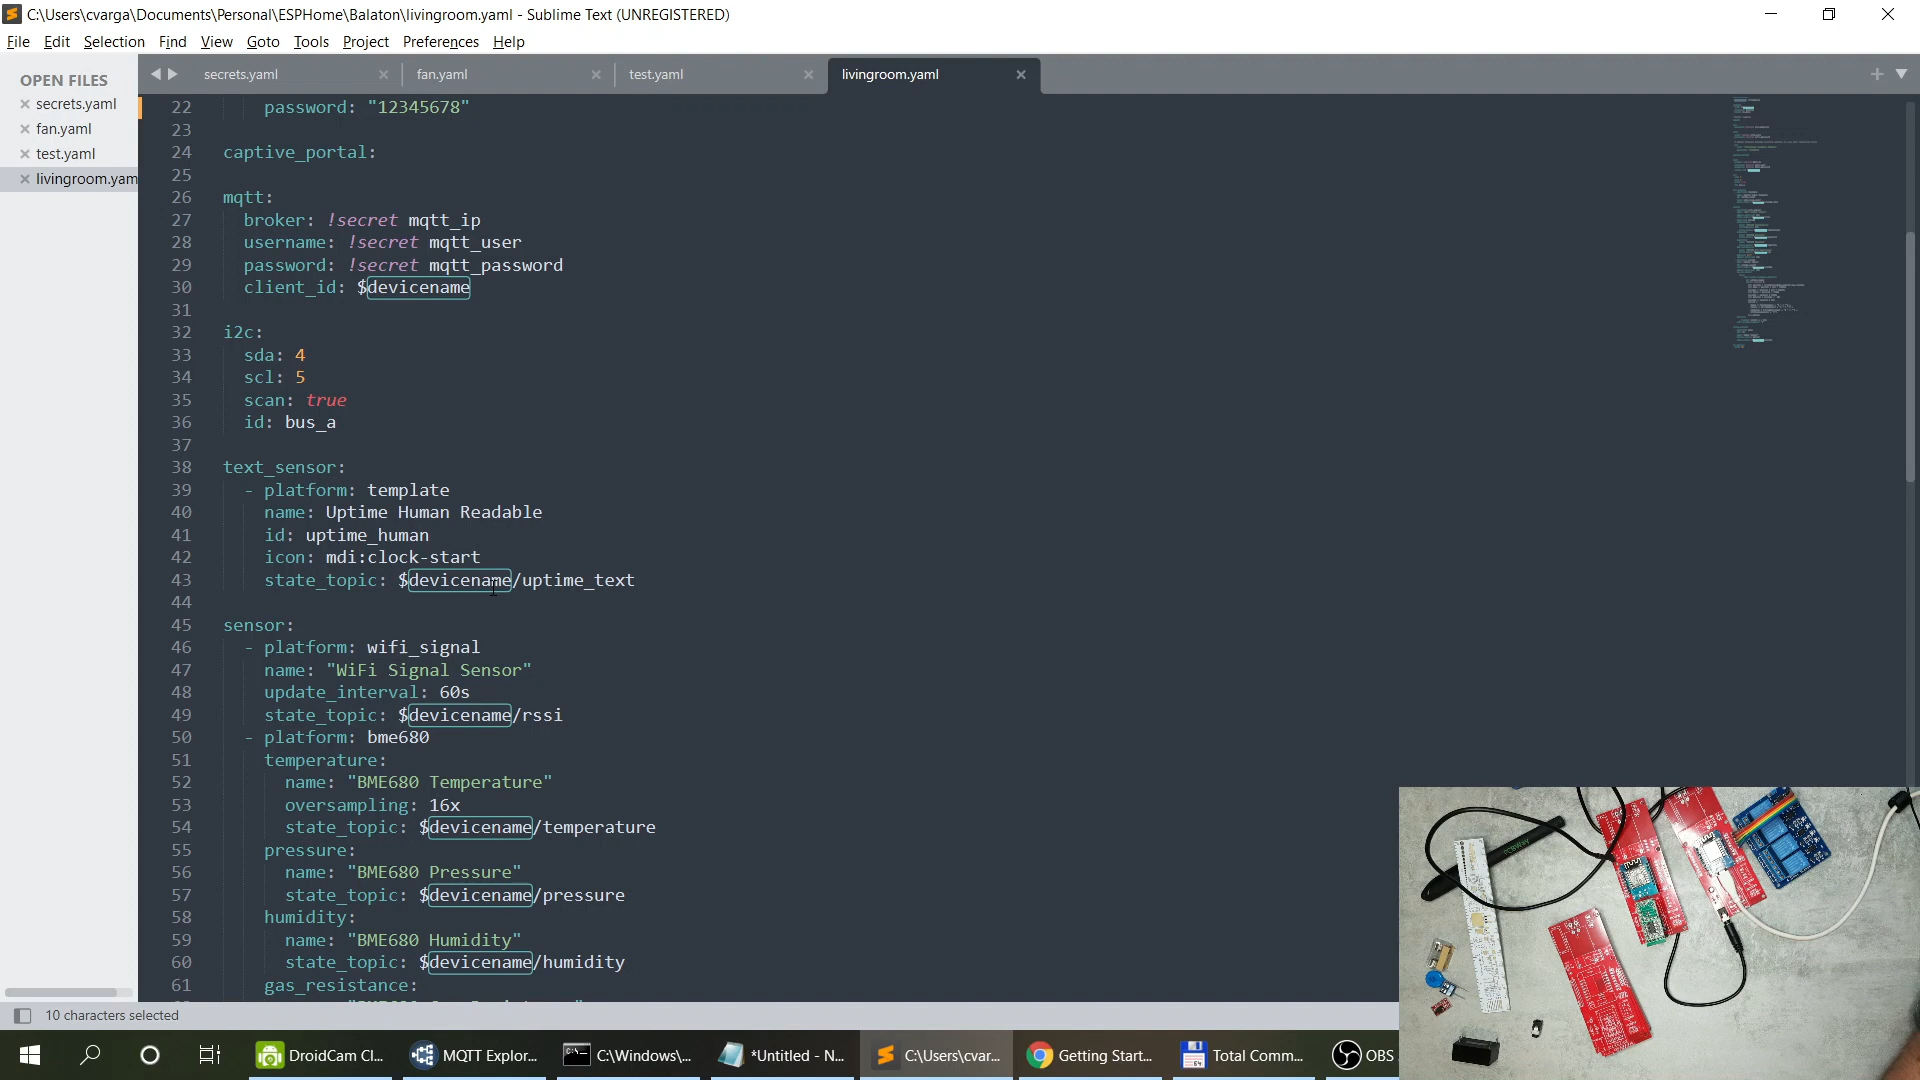 C:\Users\cvarga\Documents\Personal\ESPHome\Balaton\livingroom.yaml - Sublime Text (UNREGISTERED)
File Edit Selection Find View Goto Tools Project Preferences Help
OPEN FILES
secrets.yaml
fan.yaml
test.yaml
livingroom.yam
secrets.yaml fan.yaml test.yaml livingroom.yaml
22 password: "12345678"
23
24 captive_portal:
25
26 mqtt:
27 broker: !secret mqtt_ip
28 username: !secret mqtt_user
29 password: !secret mqtt_password
30 client_id: $devicename
31
32 i2c:
33 sda: 4
34 scl: 5
35 scan: true
36 id: bus_a
37
38 text_sensor:
39 - platform: template
40 name: Uptime Human Readable
41 id: uptime_human
42 icon: mdi:clock-start
43 state_topic: $devicename/uptime_text
44
45 sensor:
46 - platform: wifi_signal
47 name: "WiFi Signal Sensor"
48 update_interval: 60s
49 state_topic: $devicename/rssi
50 - platform: bme680
51 temperature:
52 name: "BME680 Temperature"
53 oversampling: 16x
54 state_topic: $devicename/temperature
55 pressure:
56 name: "BME680 Pressure"
57 state_topic: $devicename/pressure
58 humidity:
59 name: "BME680 Humidity"
60 state_topic: $devicename/humidity
61 gas_resistance:
10 characters selected
DroidCam Cl... MQTT Explor... C:\Windows\... *Untitled - N... C:\Users\cvar... Getting Start... Total Comm... OBS